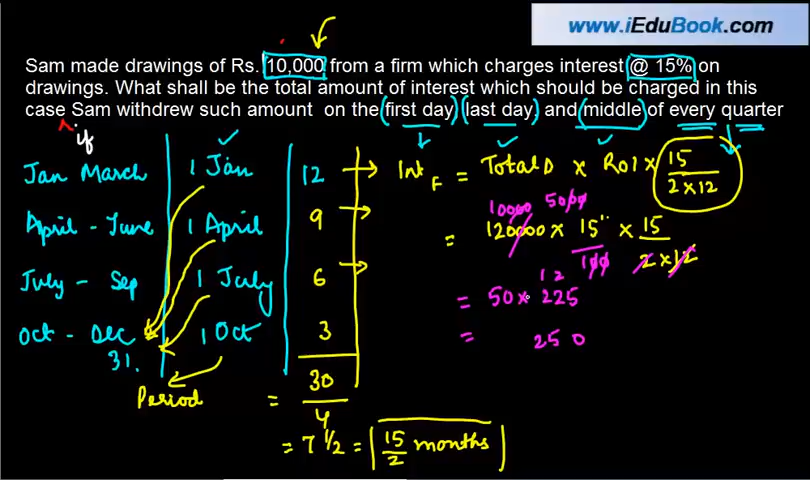 www.iEduBook.com
Sam made drawings of Rs. 10,000 from a firm which charges interest @ 15% on
drawings. What shall be the total amount of interest which should be charged in this
case Sam withdrew such amount on the (first day) (last day) and (middle) of every quarter
if
Jan March 1 Jan 12 Int F = Total D × ROI × 15 / 2 × 12
April - June 1 April 9
10000 5000
= 120000 × 15 / 100 × 15 / 2 × 12
July - Sep 1 July 6
12
= 50 × 225
Oct - Dec 1 Oct 3
= 250
31.
Period = 30 / 4
= 7 1/2 = 15/2 months